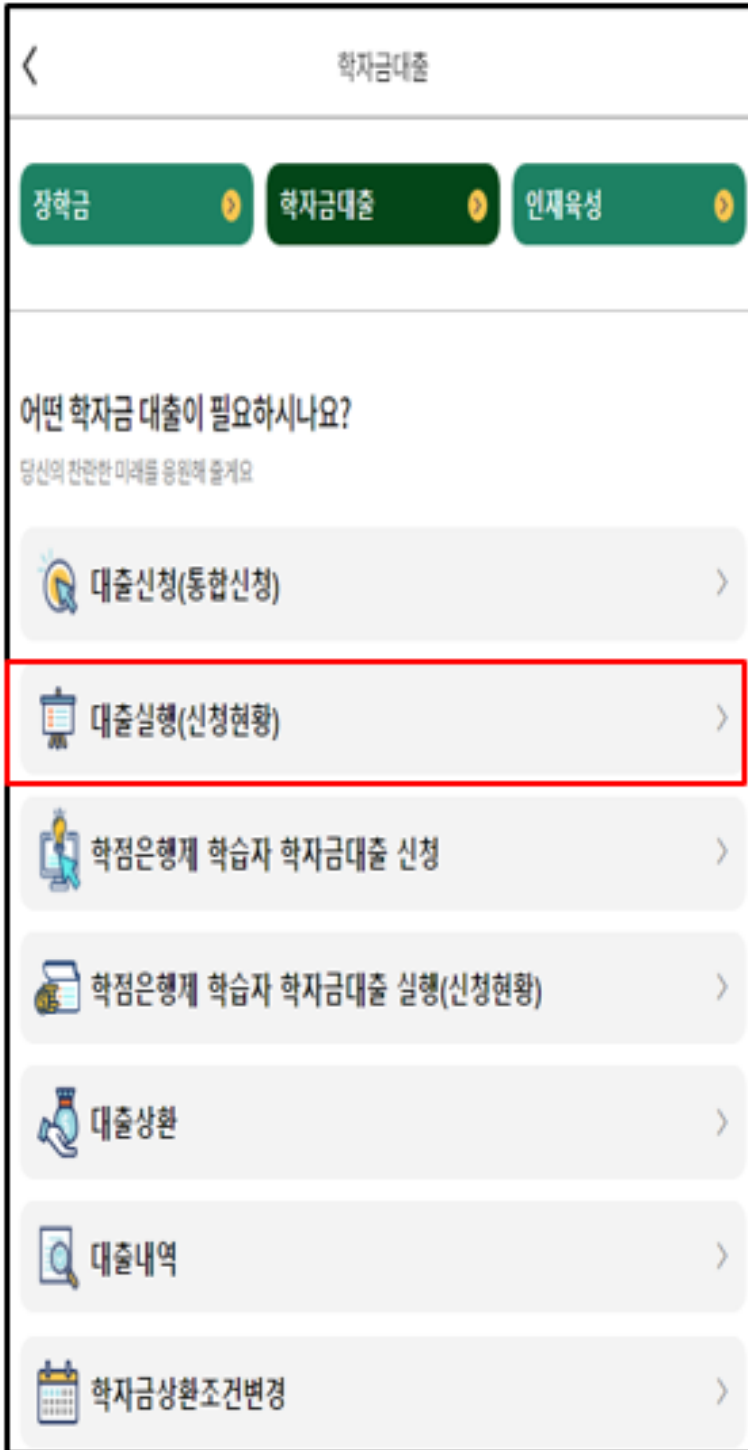 학자금대출
장학금
학자금대출
인재육성
어떤 학자금 대출이 필요하시나요?
당신의 찬란한 미래를 응원해 줄게요
대출신청(통합신청)
대출실행(신청현황)
학점은행제 학습자 학자금대출 신청
학점은행제 학습자 학자금대출 실행(신청현황)
대출상환
대출내역
학자금상환조건변경